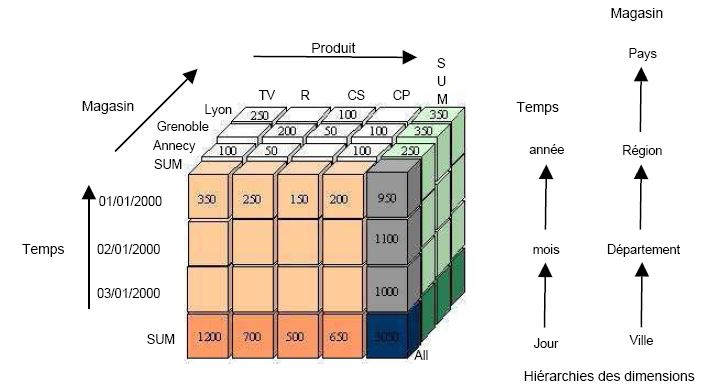 Magasin
Produit
Pays
S
U
M
TV R CS CP
Magasin
Temps
Lyon 250 100 350
Grenoble 200 50 100 350
Annecy 100 50 100 250
année Région
SUM
01/01/2000 350 250 150 200 950
Temps 02/01/2000 1100
mois Département
03/01/2000 1000
SUM 1200 700 500 650 3050
Jour Ville
All
Hiérarchies des dimensions